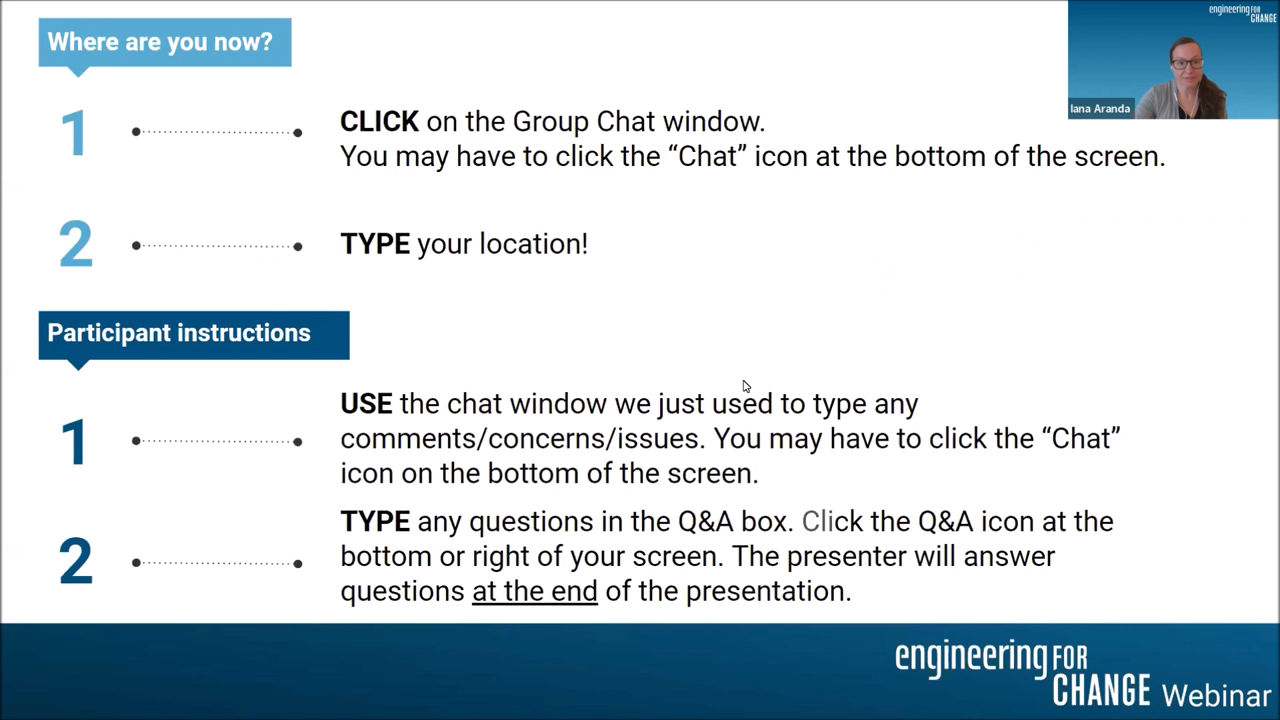 Where are you now?
engineering FOR
CHANGE
Iana Aranda
1
CLICK on the Group Chat window.
You may have to click the “Chat” icon at the bottom of the screen.
2
TYPE your location!
Participant instructions
1
USE the chat window we just used to type any
comments/concerns/issues. You may have to click the “Chat”
icon on the bottom of the screen.
2
TYPE any questions in the Q&A box. Click the Q&A icon at the
bottom or right of your screen. The presenter will answer
questions at the end of the presentation.
engineering FOR
CHANGE Webinar